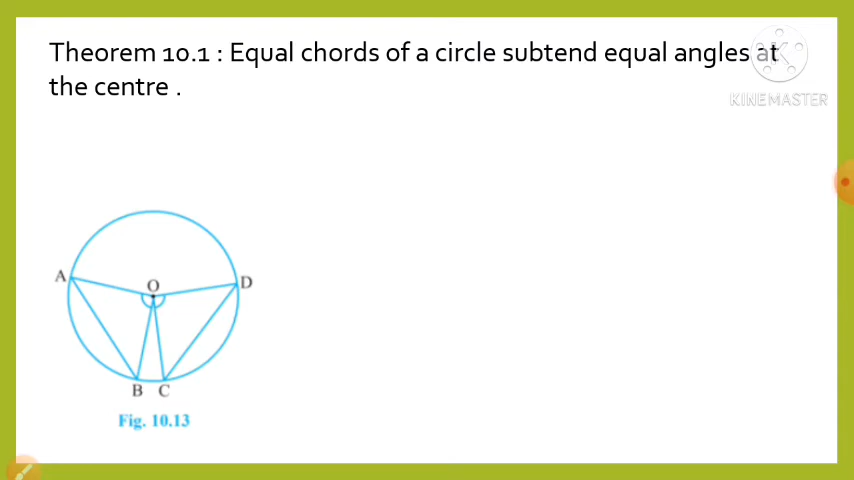 Theorem 10.1 : Equal chords of a circle subtend equal angles at
the centre .
K
KINEMASTER
A
O
D
B C
Fig. 10.13